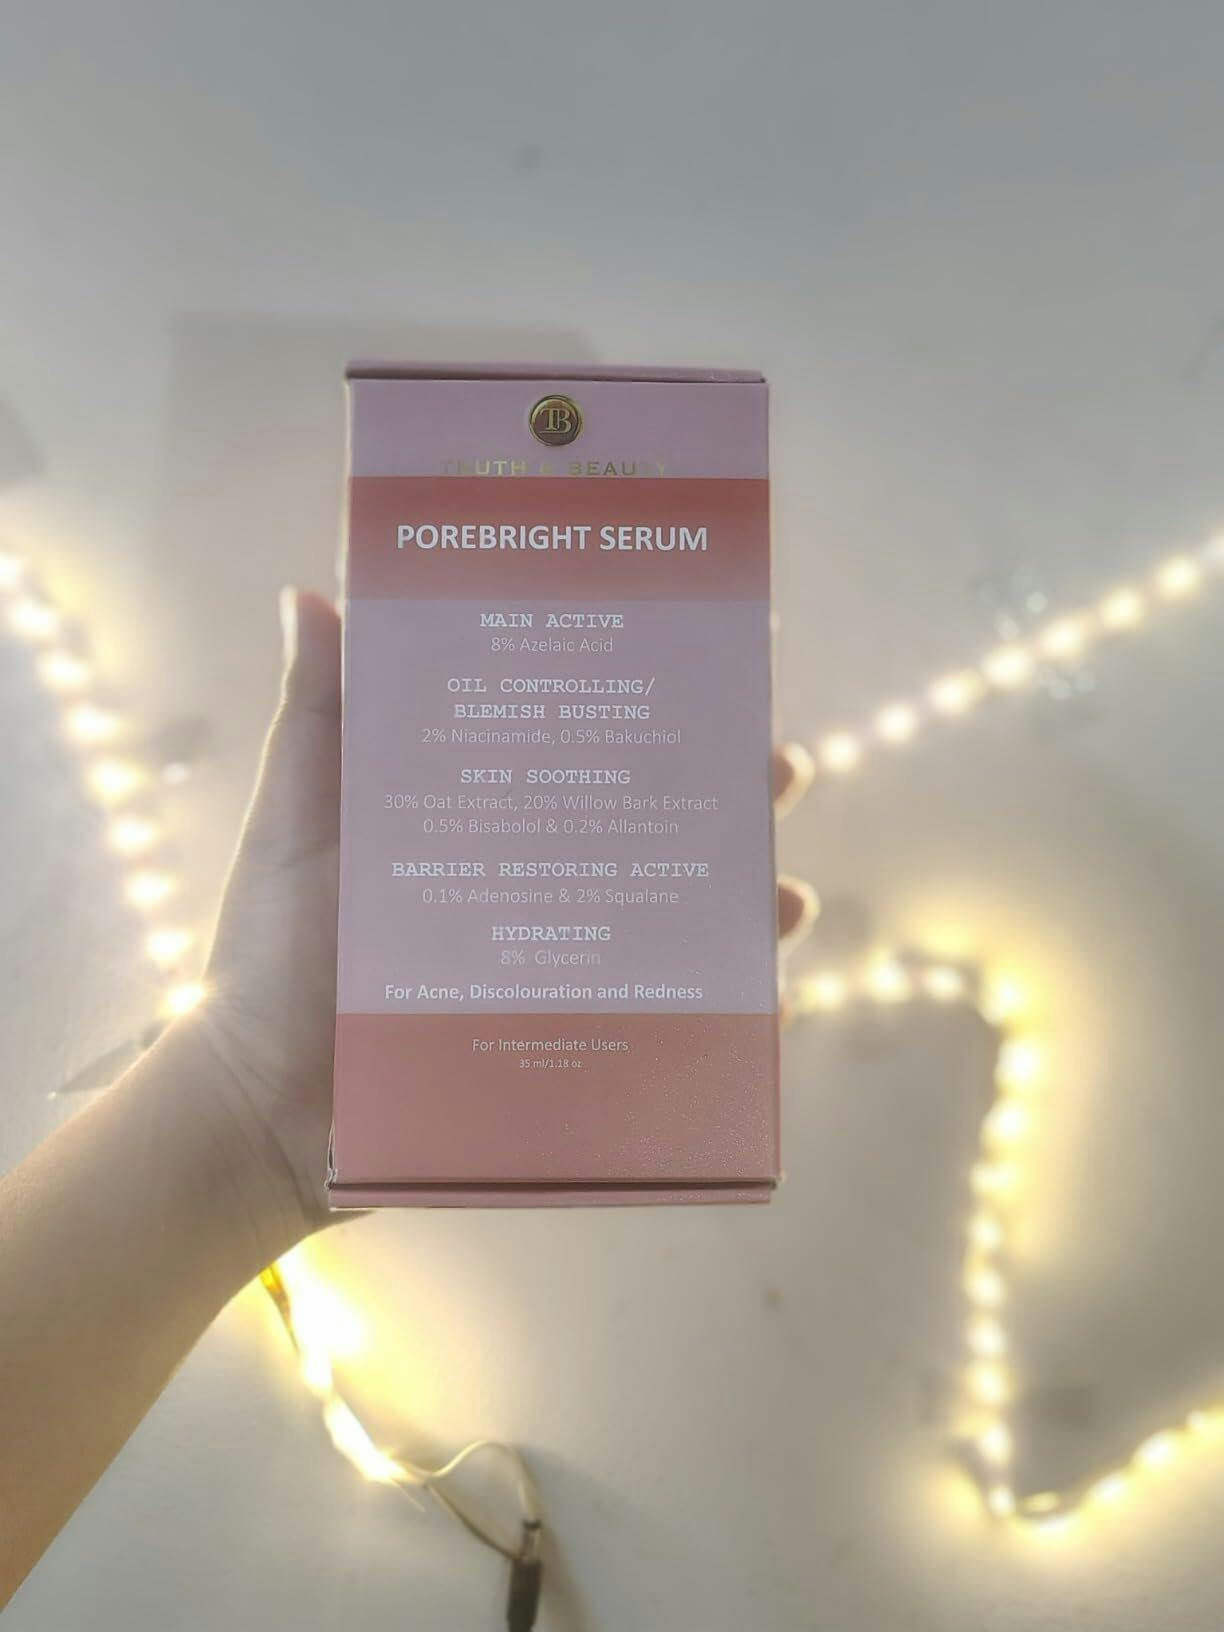 TB
TRUTH & BEAUTY
POREBRIGHT SERUM
MAIN ACTIVE
8% Azelaic Acid
OIL CONTROLLING/
BLEMISH BUSTING
2% Niacinamide, 0.5% Bakuchiol
SKIN SOOTHING
30% Oat Extract, 20% Willow Bark Extract
0.5% Bisabolol & 0.2% Allantoin
BARRIER RESTORING ACTIVE
0.1% Adenosine & 2% Squalane
HYDRATING
8% Glycerin
For Acne, Discolouration and Redness
For Intermediate Users
35 ml/1.18 oz